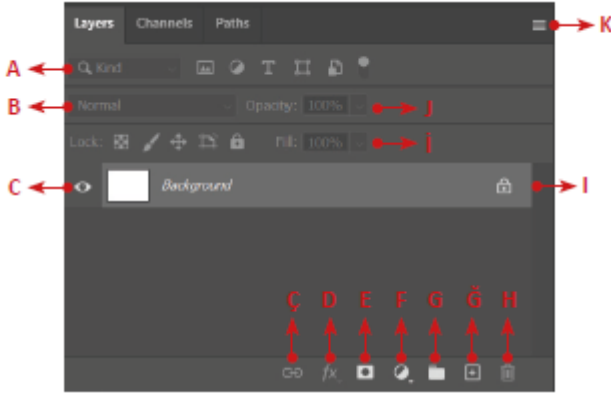 Layers Channels Paths K
A Kind T
B Normal Opacity: 100% J
Lock: Fill: 100% İ
C Background I
Ç D E F G Ğ H
fx